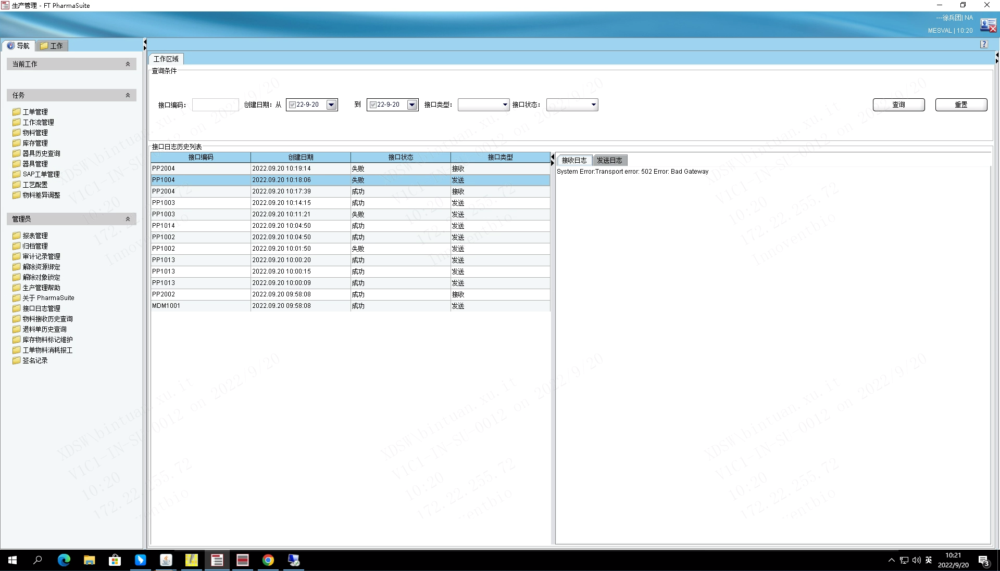 生产管理 - FT PharmaSuite
---徐兵团| NA
MESVAL | 10:20
导航
工作
当前工作
任务
工单管理
工作流管理
物料管理
库存管理
器具历史查询
器具管理
SAP工单管理
工艺配置
物料差异调整
管理员
报表管理
归档管理
审计记录管理
解除资源绑定
解除对象锁定
生产管理帮助
关于 PharmaSuite
接口日志管理
物料接收历史查询
退料单历史查询
库存物料标记维护
工单物料消耗报工
签名记录
工作区域
查询条件
接口编码: 创建日期: 从 22-9-20 到 22-9-20 接口类型: 接口状态: 查询 重置
接口日志历史列表
接口编码 创建日期 接口状态 接口类型
PP2004 2022.09.20 10:19:14 失败 接收
PP1004 2022.09.20 10:18:06 失败 发送
PP2004 2022.09.20 10:17:39 成功 接收
PP1003 2022.09.20 10:14:15 成功 发送
PP1003 2022.09.20 10:11:21 失败 发送
PP1014 2022.09.20 10:04:50 成功 发送
PP1002 2022.09.20 10:04:50 成功 发送
PP1002 2022.09.20 10:01:50 失败 发送
PP1013 2022.09.20 10:00:20 成功 发送
PP1013 2022.09.20 10:00:15 成功 发送
PP1013 2022.09.20 10:00:09 成功 发送
PP2002 2022.09.20 09:58:08 成功 接收
MDM1001 2022.09.20 09:58:08 成功 发送
接收日志 发送日志
System Error:Transport error: 502 Error: Bad Gateway
XDSW\bintuan.xu.it
V1C1-IN-SU-0012 on 2022/9/20
10:20
172.22.255.72
Innoventbio
英
10:21
2022/9/20
3